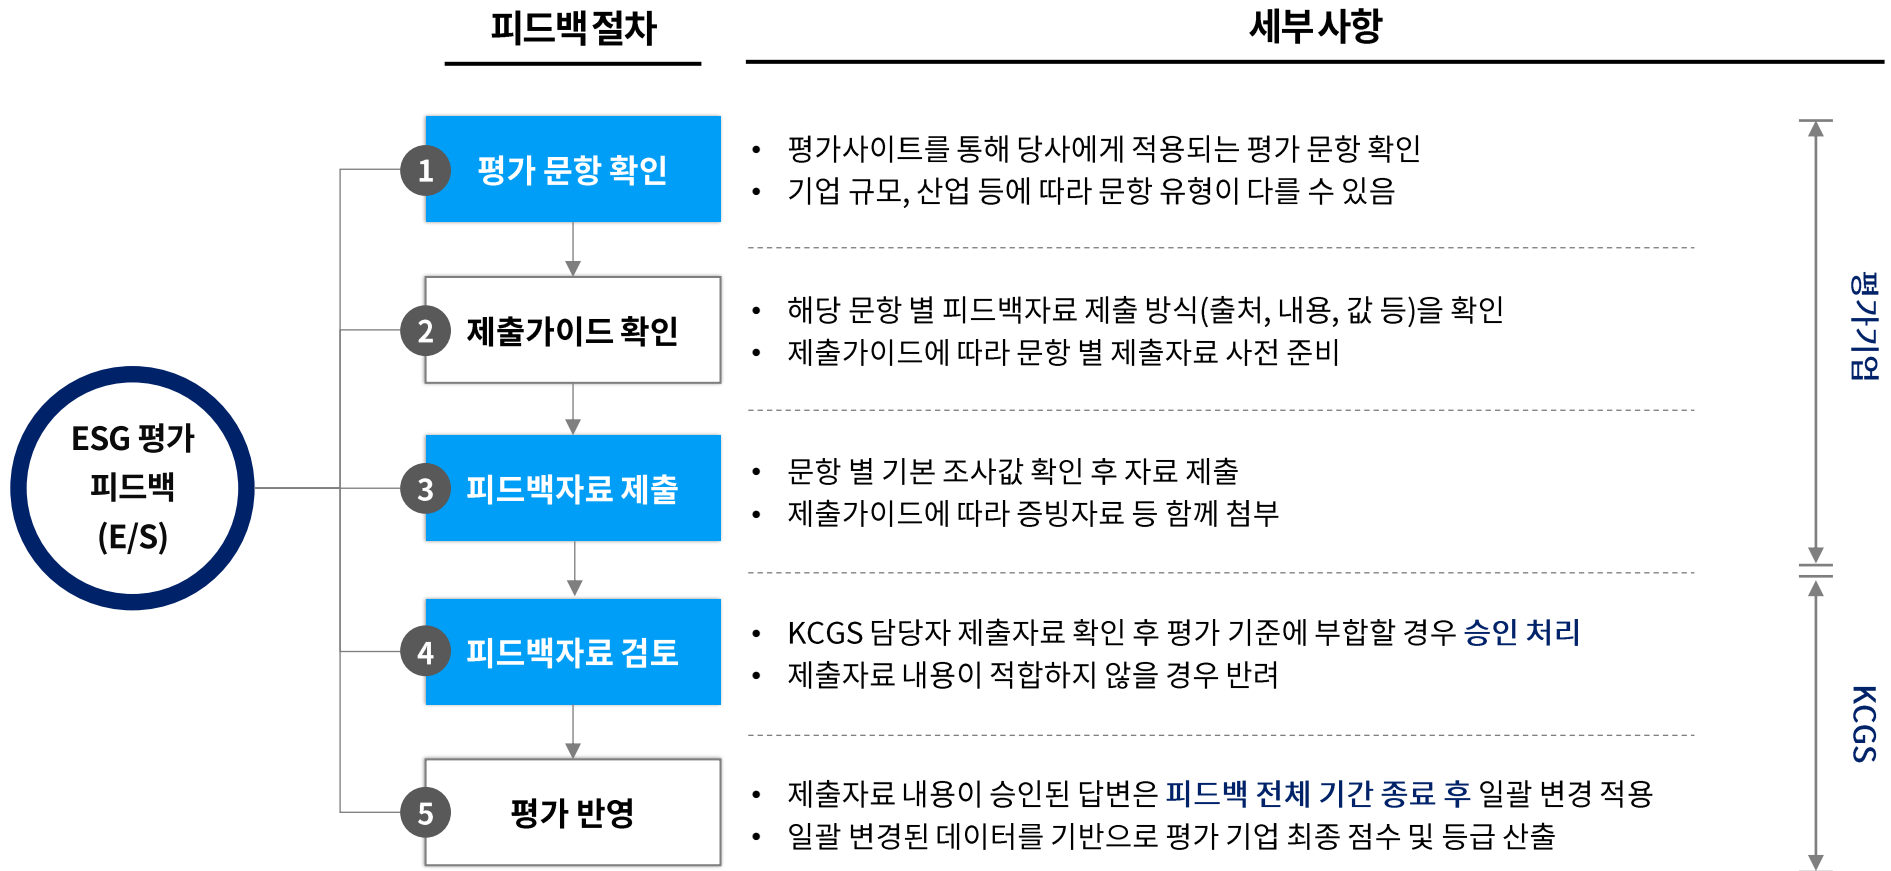 피드백절차
세부사항
ESG 평가
피드백
(E/S)
1 평가 문항 확인
• 평가사이트를 통해 당사에게 적용되는 평가 문항 확인
• 기업 규모, 산업 등에 따라 문항 유형이 다를 수 있음
2 제출가이드 확인
• 해당 문항 별 피드백자료 제출 방식(출처, 내용, 값 등)을 확인
• 제출가이드에 따라 문항 별 제출자료 사전 준비
3 피드백자료 제출
• 문항 별 기본 조사값 확인 후 자료 제출
• 제출가이드에 따라 증빙자료 등 함께 첨부
평가기업
4 피드백자료 검토
• KCGS 담당자 제출자료 확인 후 평가 기준에 부합할 경우 승인 처리
• 제출자료 내용이 적합하지 않을 경우 반려
5 평가 반영
• 제출자료 내용이 승인된 답변은 피드백 전체 기간 종료 후 일괄 변경 적용
• 일괄 변경된 데이터를 기반으로 평가 기업 최종 점수 및 등급 산출
KCGS